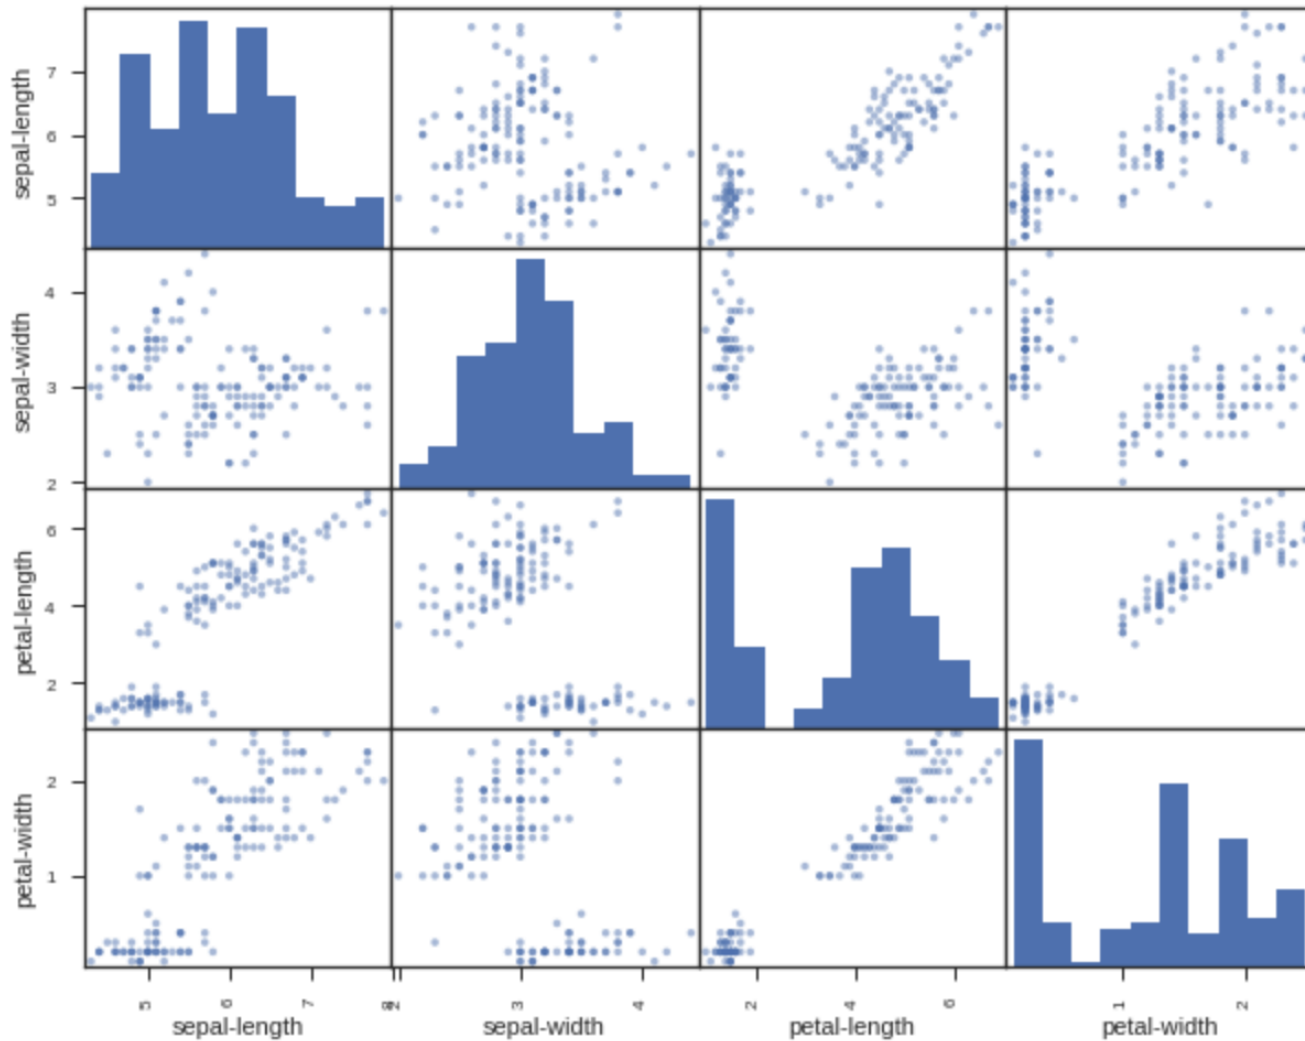 sepal-length
7
6
5
sepal-width
4
3
2
petal-length
6
4
2
petal-width
2
1
5 6 7 8 2 3 4 2 4 6 1 2
sepal-length sepal-width petal-length petal-width